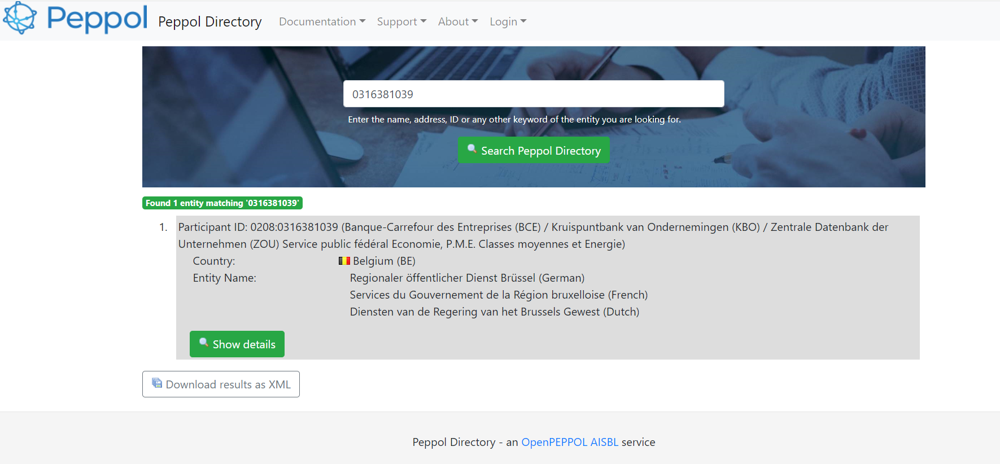 Peppol Peppol Directory Documentation Support About Login
0316381039
Enter the name, address, ID or any other keyword of the entity you are looking for.
Search Peppol Directory
Found 1 entity matching '0316381039'
1. Participant ID: 0208:0316381039 (Banque-Carrefour des Entreprises (BCE) / Kruispuntbank van Ondernemingen (KBO) / Zentrale Datenbank der
Unternehmen (ZOU) Service public fédéral Economie, P.M.E. Classes moyennes et Energie)
Country: Belgium (BE)
Entity Name: Regionaler öffentlicher Dienst Brüssel (German)
Services du Gouvernement de la Région bruxelloise (French)
Diensten van de Regering van het Brussels Gewest (Dutch)
Show details
Download results as XML
Peppol Directory - an OpenPEPPOL AISBL service